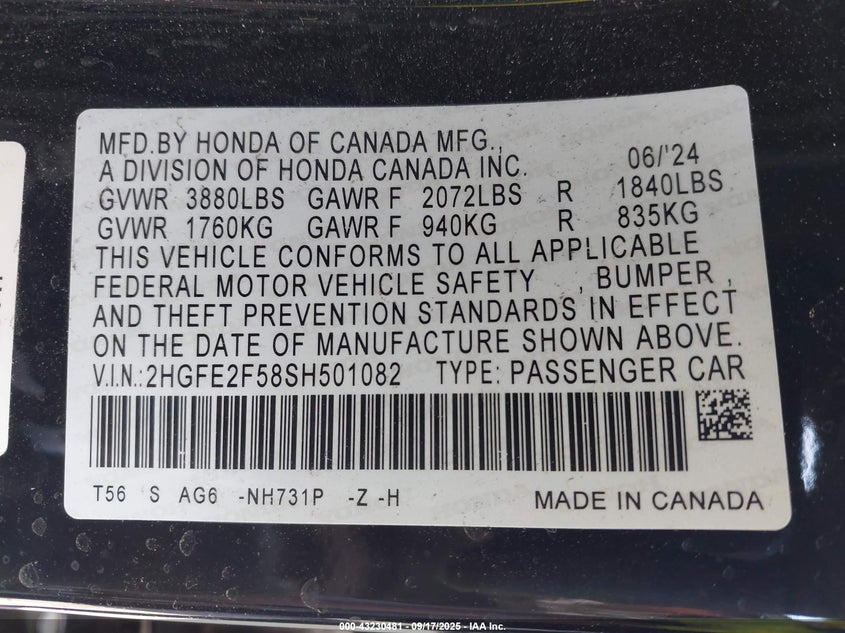 MFD.BY HONDA OF CANADA MFG.,
A DIVISION OF HONDA CANADA INC. 06/'24
GVWR 3880LBS GAWR F 2072LBS R 1840LBS
GVWR 1760KG GAWR F 940KG R 835KG
THIS VEHICLE CONFORMS TO ALL APPLICABLE
FEDERAL MOTOR VEHICLE SAFETY , BUMPER ,
AND THEFT PREVENTION STANDARDS IN EFFECT
ON THE DATE OF MANUFACTURE SHOWN ABOVE.
V.I.N.:2HGFE2F58SH501082 TYPE: PASSENGER CAR
T56 S AG6 -NH731P -Z -H MADE IN CANADA
000-43230481 - 09/17/2025 - IAA Inc.